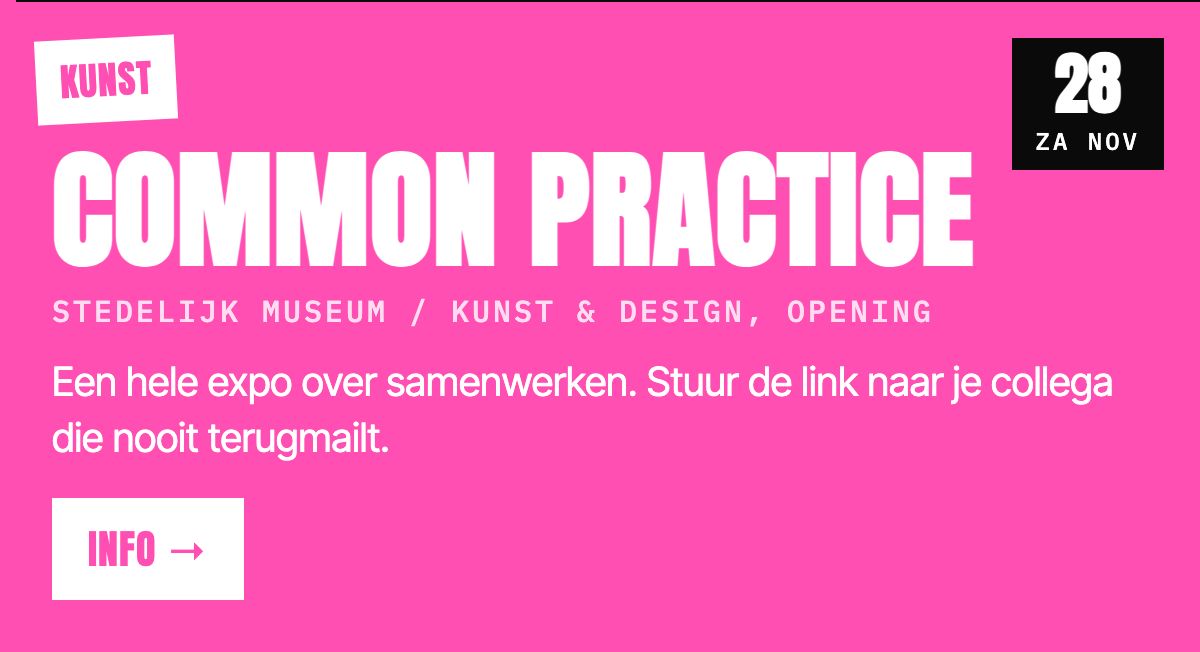 KUNST
28
ZA NOV
COMMON PRACTICE
STEDELIJK MUSEUM / KUNST & DESIGN, OPENING
Een hele expo over samenwerken. Stuur de link naar je collega
die nooit terugmailt.
INFO →